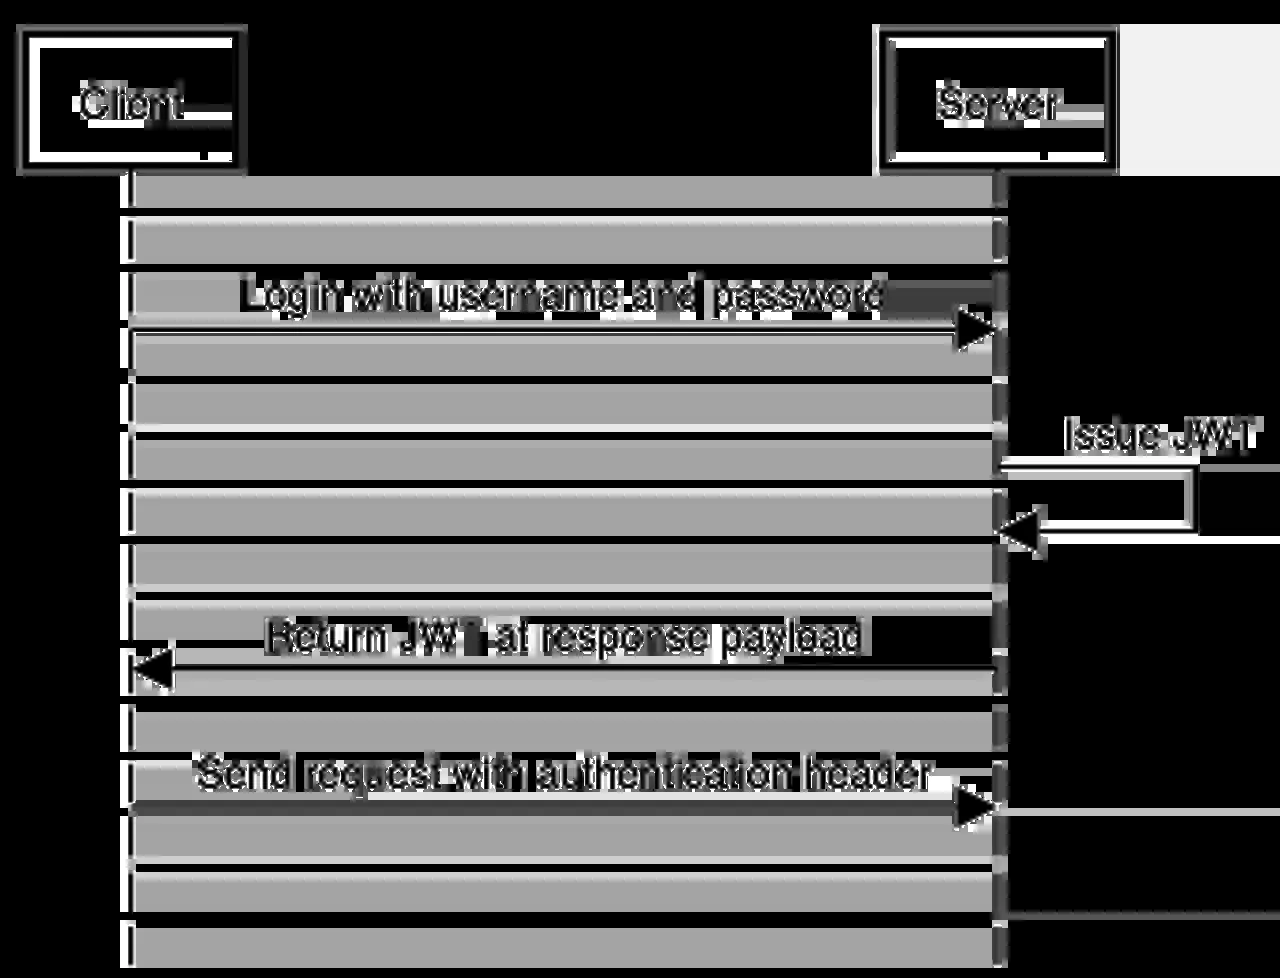 Client
Server
Login with username and password
Issue JWT
Return JWT at response payload
Send request with authentication header